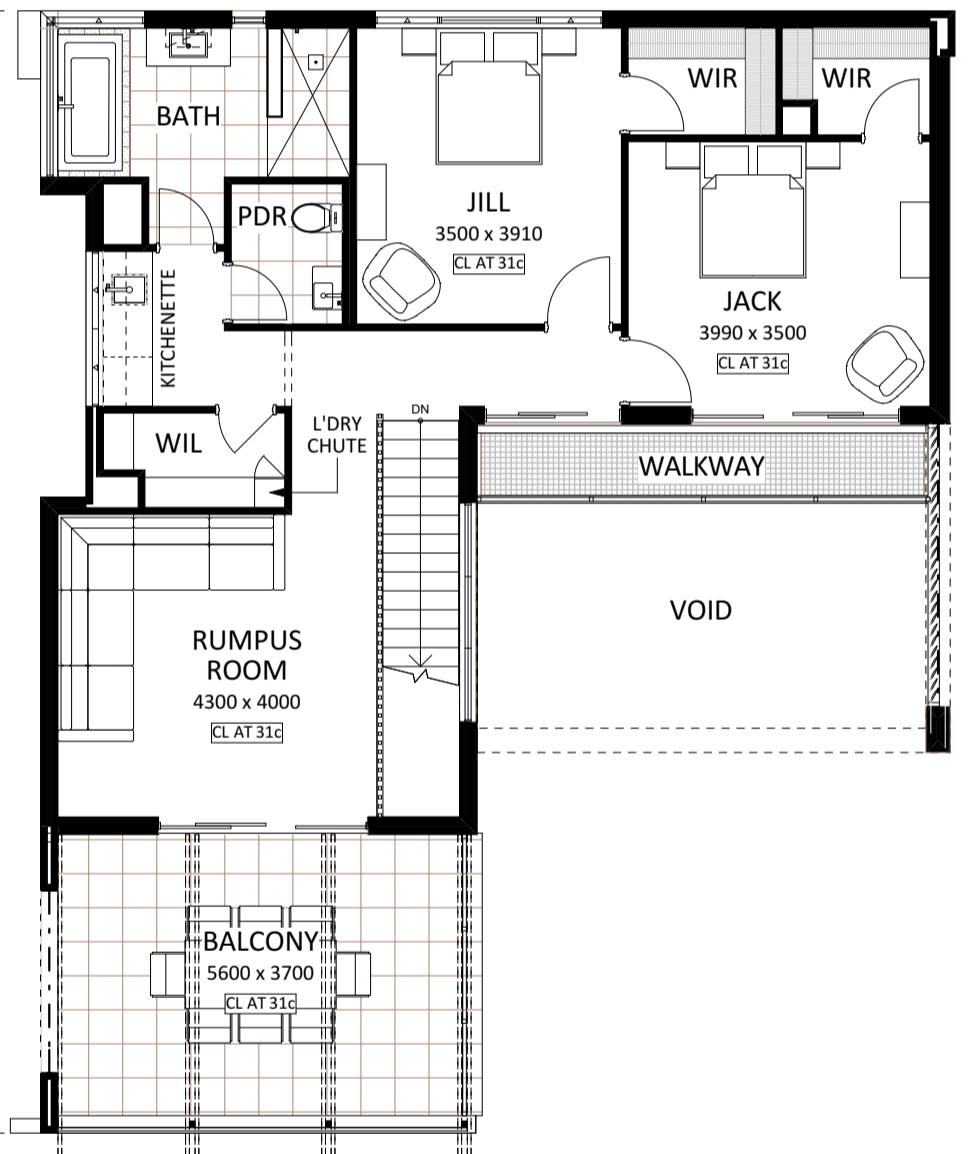 BATH
WIR
WIR
PDR
JILL
3500 x 3910
CL AT 31c
KITCHENETTE
JACK
3990 x 3500
CL AT 31c
WIL
L'DRY
CHUTE
DN
WALKWAY
VOID
RUMPUS
ROOM
4300 x 4000
CL AT 31c
BALCONY
5600 x 3700
CL AT 31c